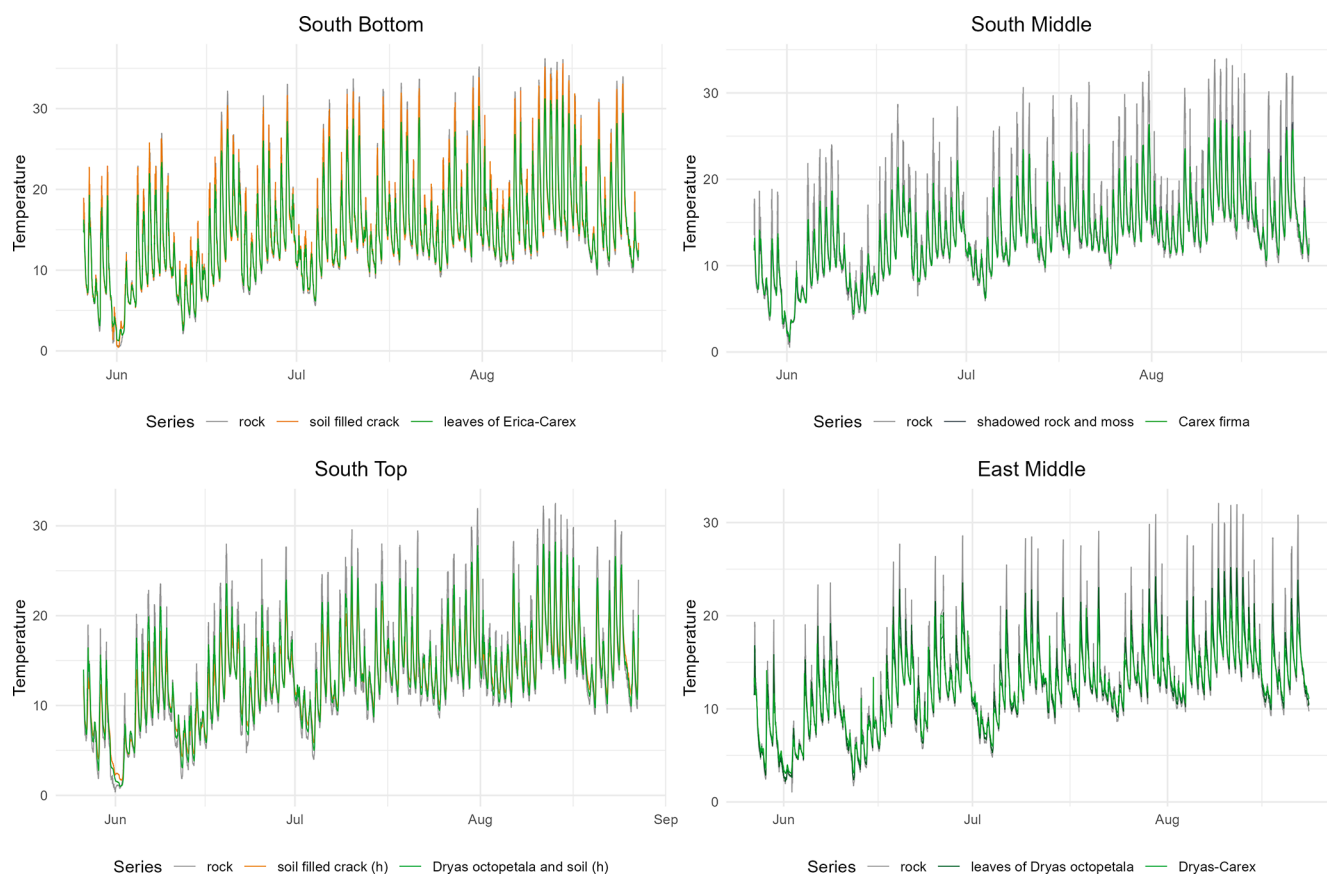 South Bottom
Temperature
30
20
10
0
Jun
Jul
Aug
Series rock soil filled crack leaves of Erica-Carex
South Middle
Temperature
30
20
10
0
Jun
Jul
Aug
Series rock shadowed rock and moss Carex firma
South Top
Temperature
30
20
10
0
Jun
Jul
Aug
Sep
Series rock soil filled crack (h) Dryas octopetala and soil (h)
East Middle
Temperature
30
20
10
0
Jun
Jul
Aug
Series rock leaves of Dryas octopetala Dryas-Carex